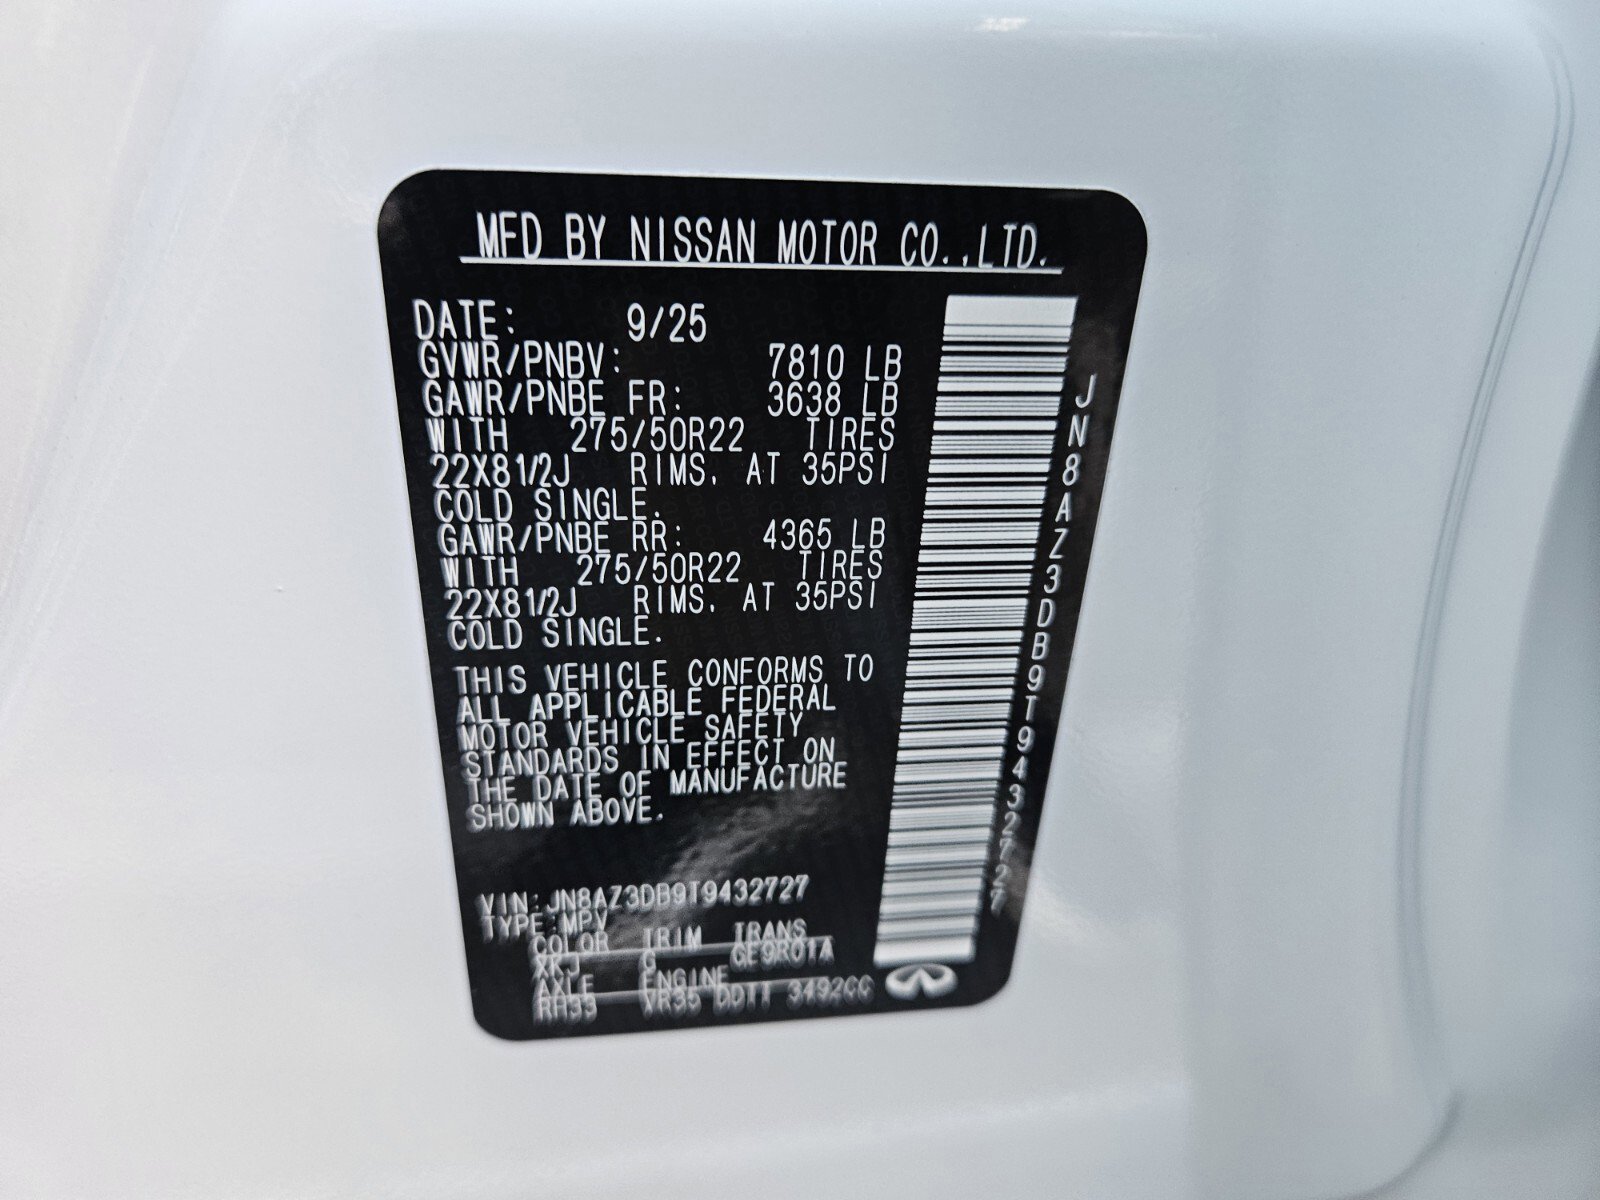 MFD BY NISSAN MOTOR CO.,LTD.
DATE: 9/25
GVWR/PNBV: 7810 LB
GAWR/PNBE FR: 3638 LB
WITH 275/50R22 TIRES
22X81/2J RIMS. AT 35PSI
COLD SINGLE.
GAWR/PNBE RR: 4365 LB
WITH 275/50R22 TIRES
22X81/2J RIMS. AT 35PSI
COLD SINGLE.
THIS VEHICLE CONFORMS TO
ALL APPLICABLE FEDERAL
MOTOR VEHICLE SAFETY
STANDARDS IN EFFECT ON
THE DATE OF MANUFACTURE
SHOWN ABOVE.
VIN:JN8AZ3DB9T9432727
TYPE:MPV
COLOR TRIM TRANS
XKJ G GE9R01A
AXLE ENGINE
RH33 VR35 DDTT 3492CC
JN8AZ3DB9T9432727